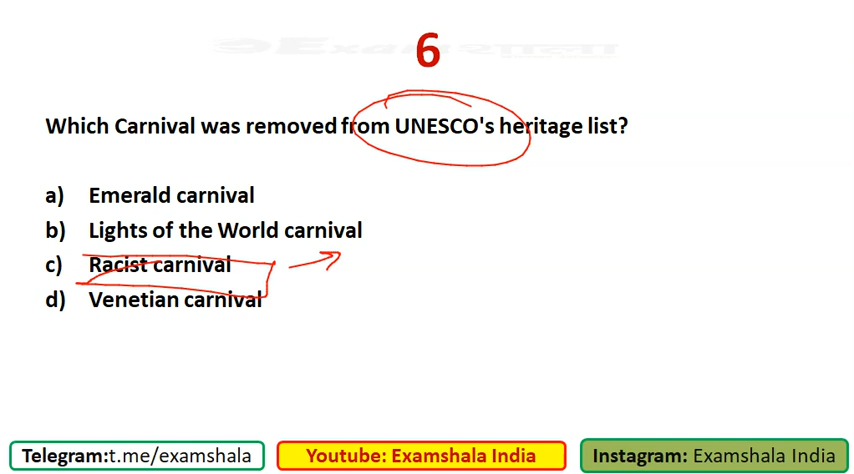 Exam शाला
6
Which Carnival was removed from UNESCO's heritage list?
a) Emerald carnival
b) Lights of the World carnival
c) Racist carnival
d) Venetian carnival
Telegram:t.me/examshala
Youtube: Examshala India
Instagram: Examshala India